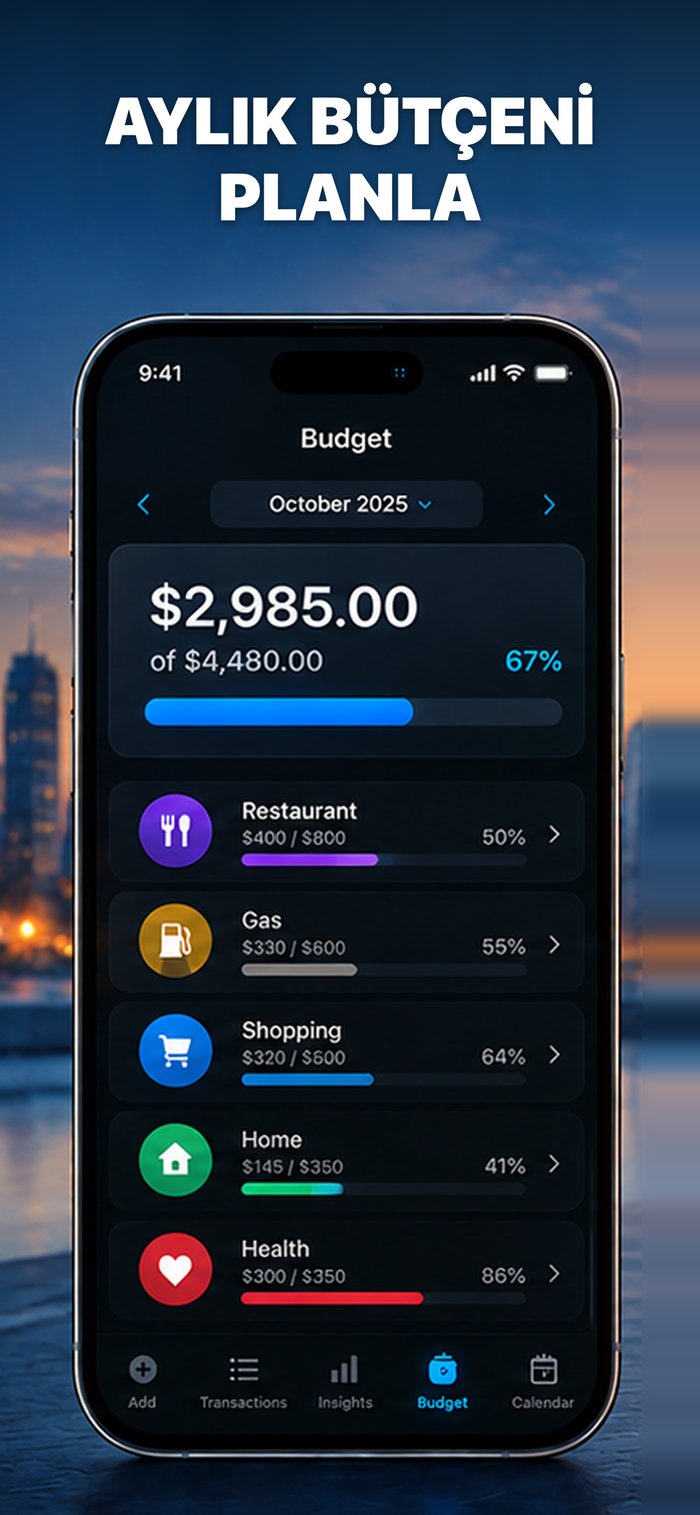 AYLIK BÜTÇENİ
PLANLA
9:41
Budget
October 2025
$2,985.00
of $4,480.00
67%
Restaurant
$400 / $800
50%
Gas
$330 / $600
55%
Shopping
$320 / $600
64%
Home
$145 / $350
41%
Health
$300 / $350
86%
Add
Transactions
Insights
Budget
Calendar